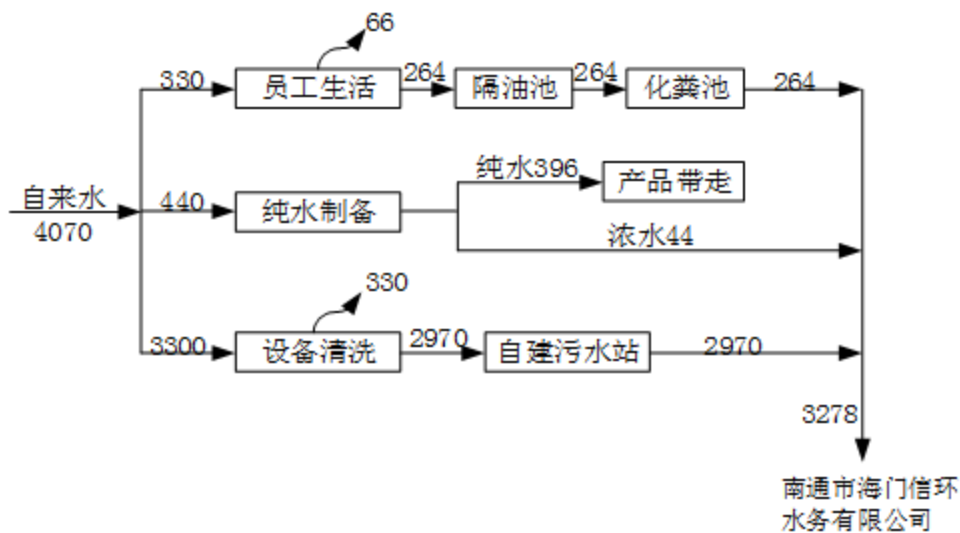 66
330
员工生活
264
隔油池
264
化粪池
264
自来水
4070
440
纯水制备
纯水396
产品带走
浓水44
330
3300
设备清洗
2970
自建污水站
2970
3278
南通市海门信环
水务有限公司